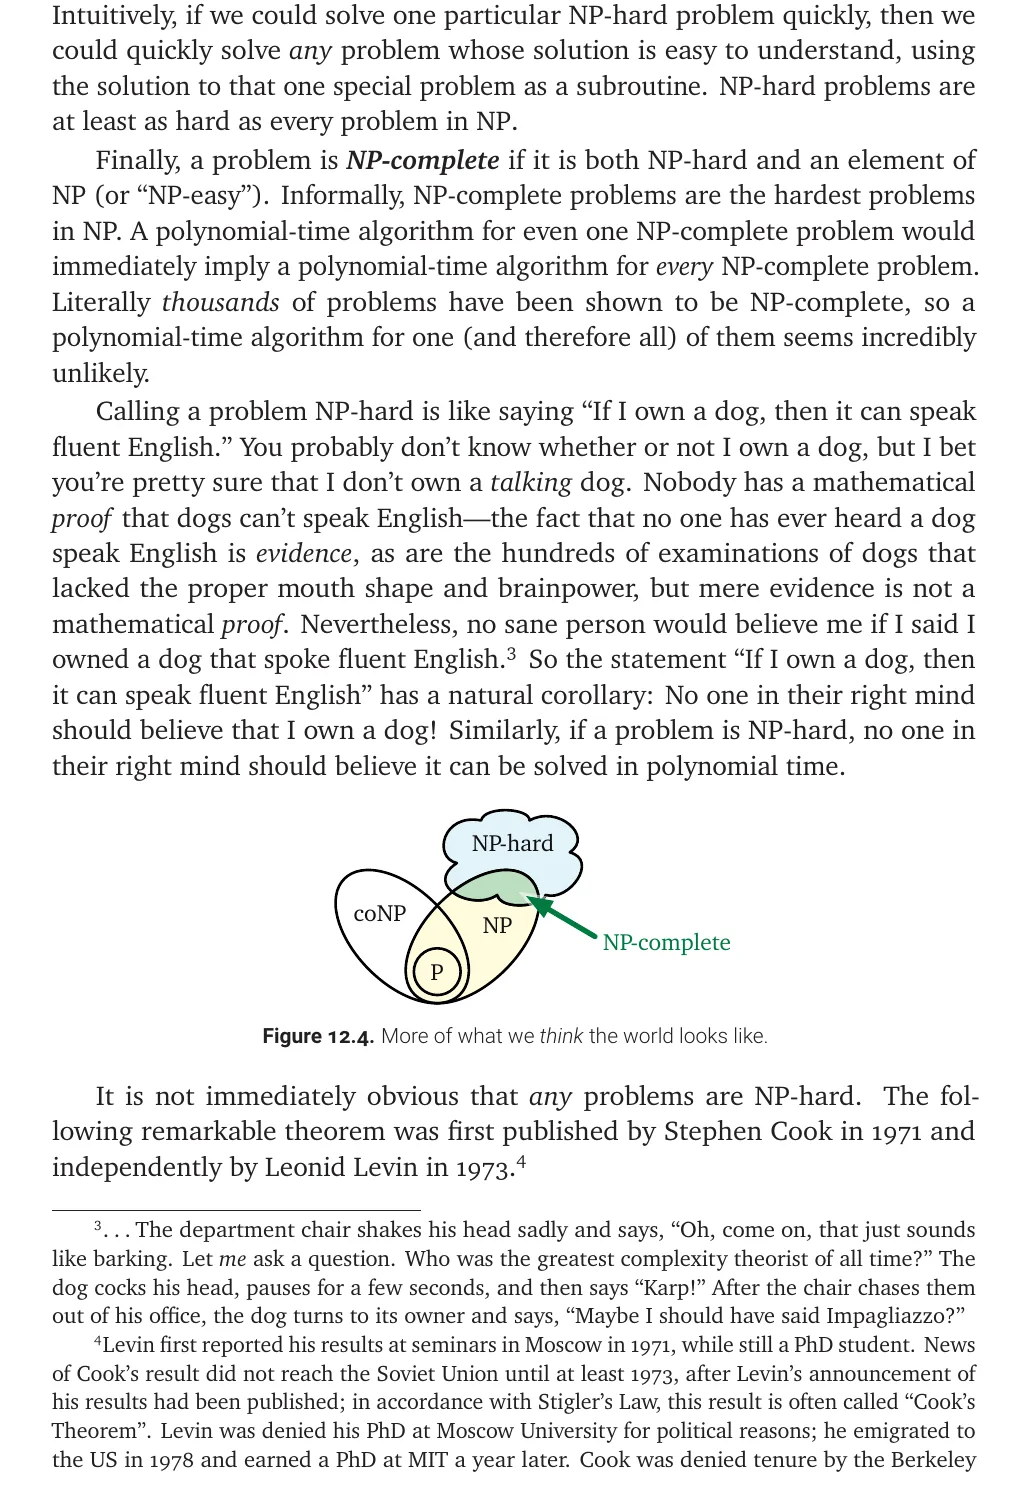 Intuitively, if we could solve one particular NP-hard problem quickly, then we
could quickly solve any problem whose solution is easy to understand, using
the solution to that one special problem as a subroutine. NP-hard problems are
at least as hard as every problem in NP.
Finally, a problem is NP-complete if it is both NP-hard and an element of
NP (or “NP-easy”). Informally, NP-complete problems are the hardest problems
in NP. A polynomial-time algorithm for even one NP-complete problem would
immediately imply a polynomial-time algorithm for every NP-complete problem.
Literally thousands of problems have been shown to be NP-complete, so a
polynomial-time algorithm for one (and therefore all) of them seems incredibly
unlikely.
Calling a problem NP-hard is like saying “If I own a dog, then it can speak
fluent English.” You probably don’t know whether or not I own a dog, but I bet
you’re pretty sure that I don’t own a talking dog. Nobody has a mathematical
proof that dogs can’t speak English—the fact that no one has ever heard a dog
speak English is evidence, as are the hundreds of examinations of dogs that
lacked the proper mouth shape and brainpower, but mere evidence is not a
mathematical proof. Nevertheless, no sane person would believe me if I said I
owned a dog that spoke fluent English.³ So the statement “If I own a dog, then
it can speak fluent English” has a natural corollary: No one in their right mind
should believe that I own a dog! Similarly, if a problem is NP-hard, no one in
their right mind should believe it can be solved in polynomial time.
NP-hard
coNP
NP
NP-complete
P
Figure 12.4. More of what we think the world looks like.
It is not immediately obvious that any problems are NP-hard. The fol-
lowing remarkable theorem was first published by Stephen Cook in 1971 and
independently by Leonid Levin in 1973.⁴
³. . . The department chair shakes his head sadly and says, “Oh, come on, that just sounds
like barking. Let me ask a question. Who was the greatest complexity theorist of all time?” The
dog cocks his head, pauses for a few seconds, and then says “Karp!” After the chair chases them
out of his office, the dog turns to its owner and says, “Maybe I should have said Impagliazzo?”
⁴Levin first reported his results at seminars in Moscow in 1971, while still a PhD student. News
of Cook’s result did not reach the Soviet Union until at least 1973, after Levin’s announcement of
his results had been published; in accordance with Stigler’s Law, this result is often called “Cook’s
Theorem”. Levin was denied his PhD at Moscow University for political reasons; he emigrated to
the US in 1978 and earned a PhD at MIT a year later. Cook was denied tenure by the Berkeley